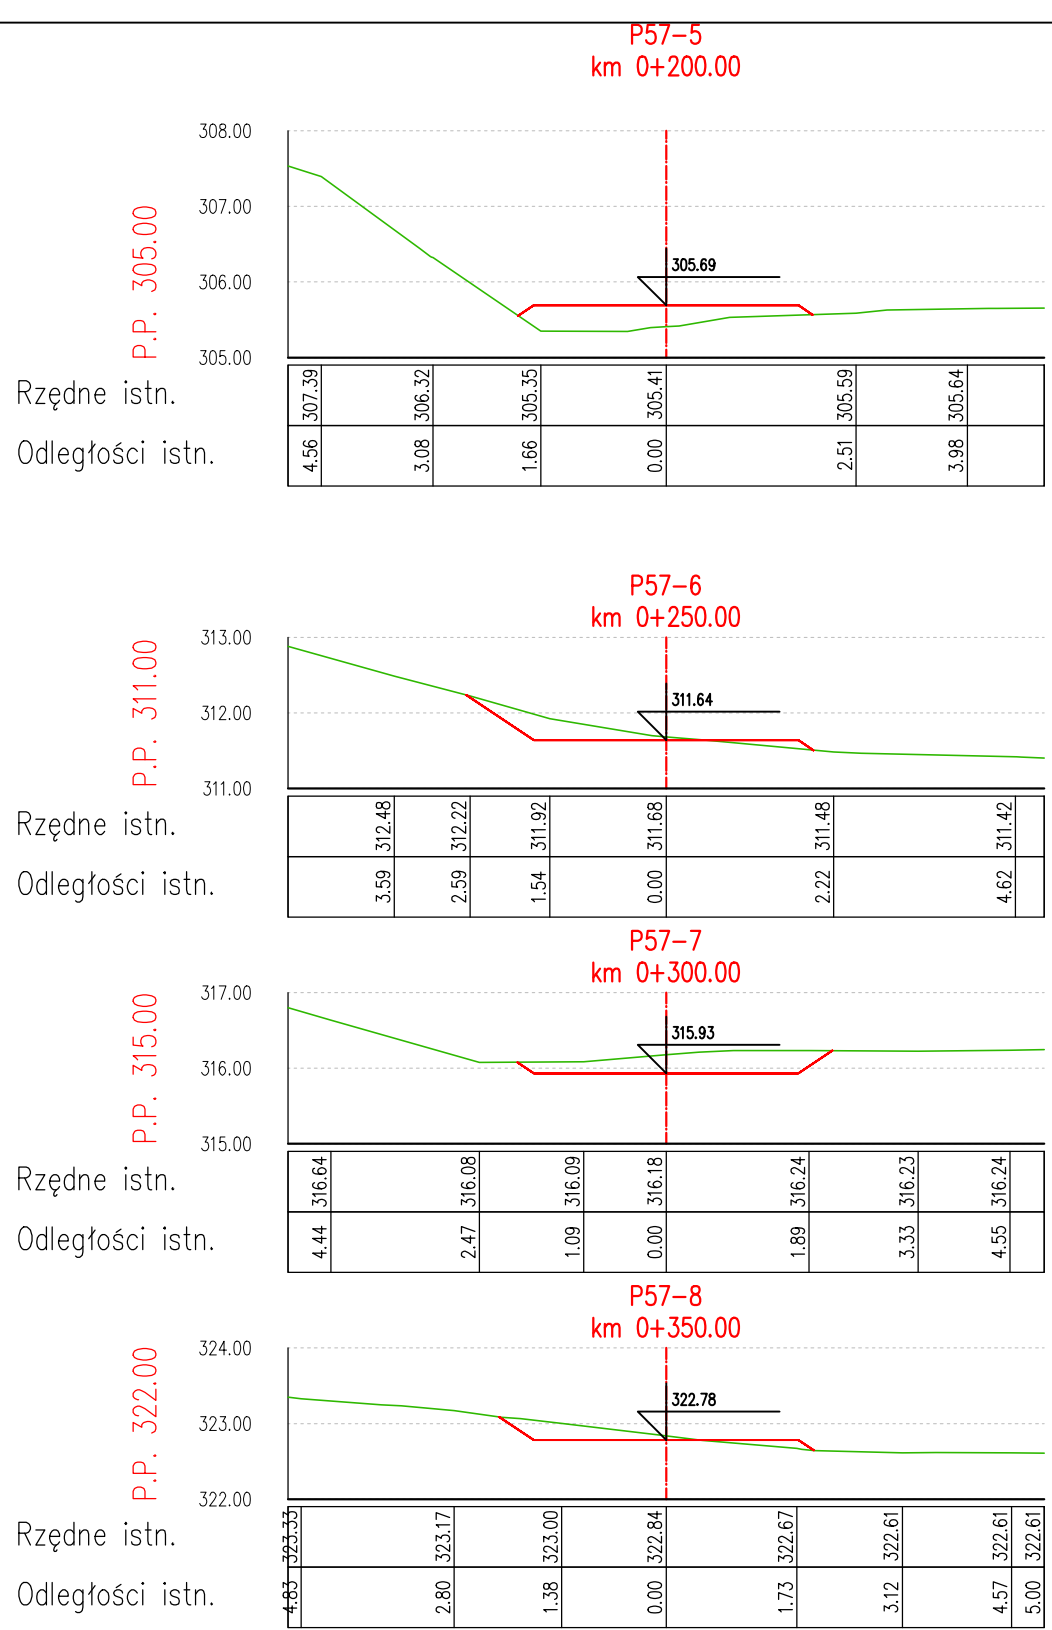 P57-5
km 0+200.00
308.00
307.00
306.00
305.00
P.P. 305.00
305.69
Rzędne istn.
307.39 306.32 305.35 305.41 305.59 305.64
Odległości istn.
4.56 3.08 1.66 0.00 2.51 3.98
P57-6
km 0+250.00
313.00
312.00
311.00
P.P. 311.00
311.64
Rzędne istn.
312.48 312.22 311.92 311.68 311.48 311.42
Odległości istn.
3.59 2.59 1.54 0.00 2.22 4.62
P57-7
km 0+300.00
317.00
316.00
315.00
P.P. 315.00
315.93
Rzędne istn.
316.64 316.08 316.09 316.18 316.24 316.23 316.24
Odległości istn.
4.44 2.47 1.09 0.00 1.89 3.33 4.55
P57-8
km 0+350.00
324.00
323.00
322.00
P.P. 322.00
322.78
Rzędne istn.
323.33 323.17 323.00 322.84 322.67 322.61 322.61 322.61
Odległości istn.
4.83 2.80 1.38 0.00 1.73 3.12 4.57 5.00